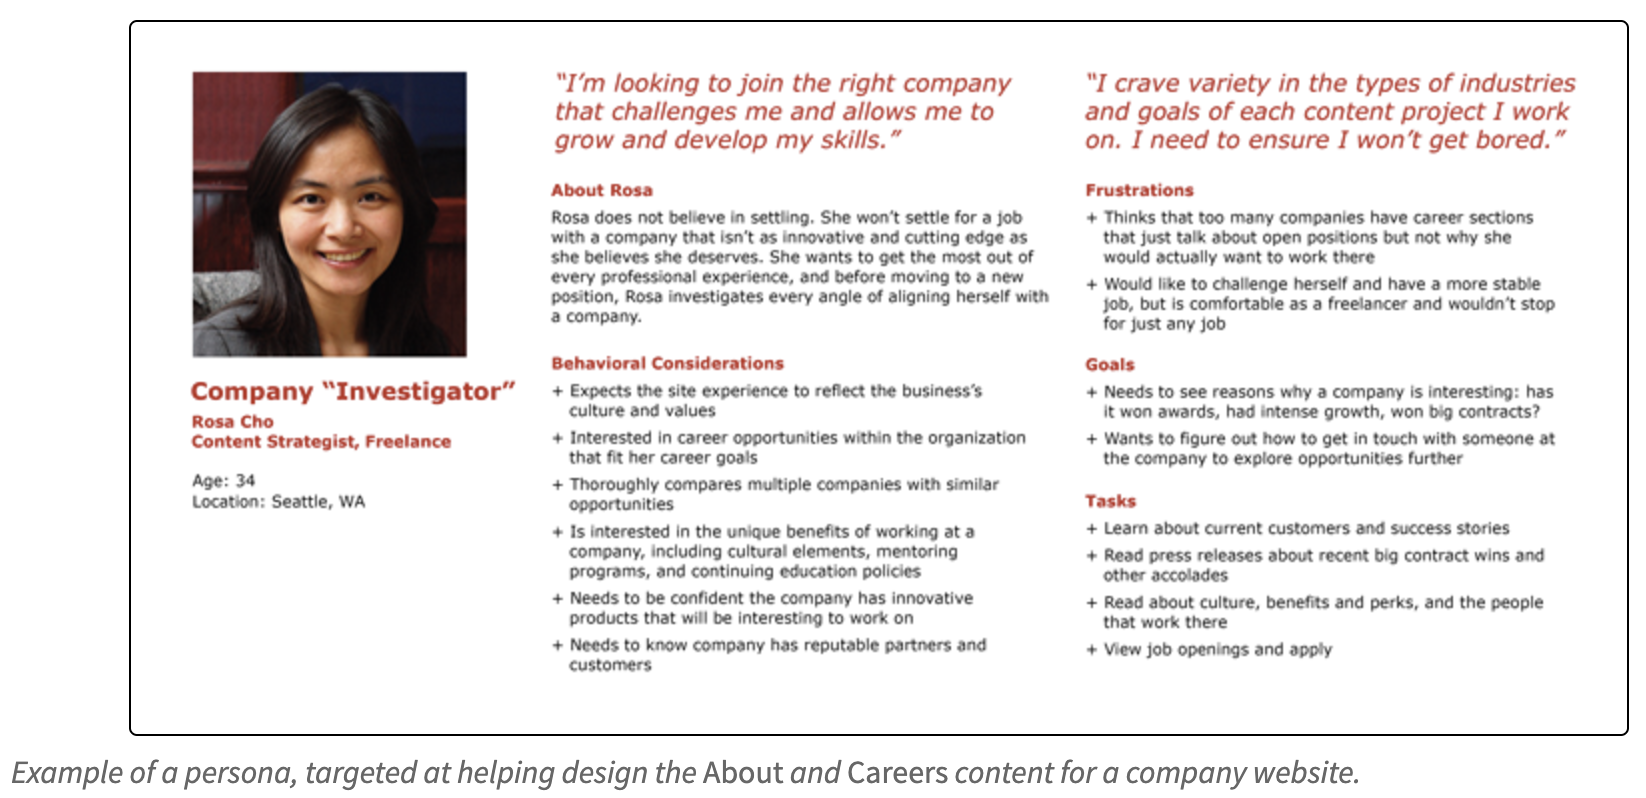 Company “Investigator”
Rosa Cho
Content Strategist, Freelance
Age: 34
Location: Seattle, WA
“I’m looking to join the right company
that challenges me and allows me to
grow and develop my skills.”
About Rosa
Rosa does not believe in settling. She won’t settle for a job
with a company that isn’t as innovative and cutting edge as
she believes she deserves. She wants to get the most out of
every professional experience, and before moving to a new
position, Rosa investigates every angle of aligning herself with
a company.
Behavioral Considerations
+ Expects the site experience to reflect the business’s
culture and values
+ Interested in career opportunities within the organization
that fit her career goals
+ Thoroughly compares multiple companies with similar
opportunities
+ Is interested in the unique benefits of working at a
company, including cultural elements, mentoring
programs, and continuing education policies
+ Needs to be confident the company has innovative
products that will be interesting to work on
+ Needs to know company has reputable partners and
customers
“I crave variety in the types of industries
and goals of each content project I work
on. I need to ensure I won’t get bored.”
Frustrations
+ Thinks that too many companies have career sections
that just talk about open positions but not why she
would actually want to work there
+ Would like to challenge herself and have a more stable
job, but is comfortable as a freelancer and wouldn’t stop
for just any job
Goals
+ Needs to see reasons why a company is interesting: has
it won awards, had intense growth, won big contracts?
+ Wants to figure out how to get in touch with someone at
the company to explore opportunities further
Tasks
+ Learn about current customers and success stories
+ Read press releases about recent big contract wins and
other accolades
+ Read about culture, benefits and perks, and the people
that work there
+ View job openings and apply
Example of a persona, targeted at helping design the About and Careers content for a company website.